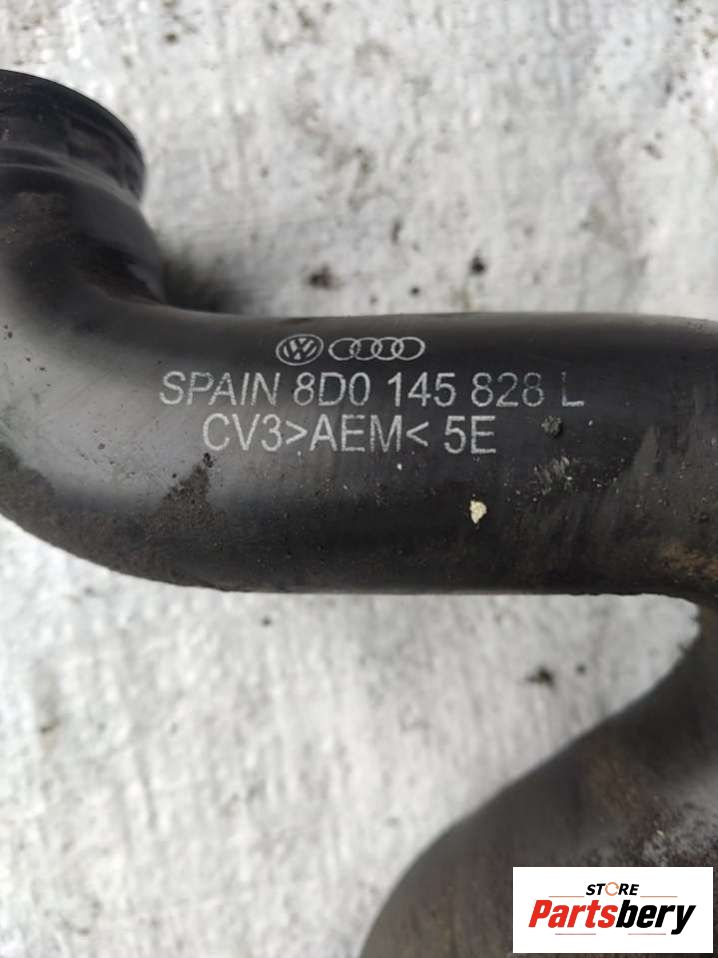 SPAIN 8D0 145 828 L
CV3>AEM< 5E
STORE
Partsbery